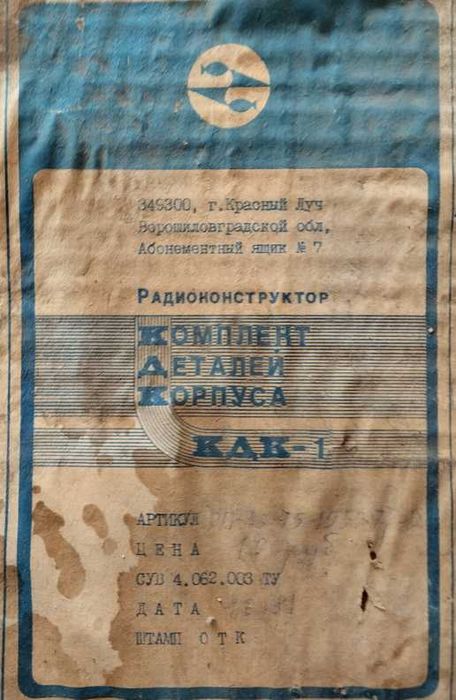 349300, г.Красный Луч
Ворошиловградской обл,
Абонементный ящик № 7
РАДИОКОНСТРУКТОР
КОМПЛЕКТ
ДЕТАЛЕЙ
КОРПУСА
КДК-1
АРТИКУЛ
ЦЕНА
СУ3 4.062.003 ТУ
ДАТА
ШТАМП ОТК